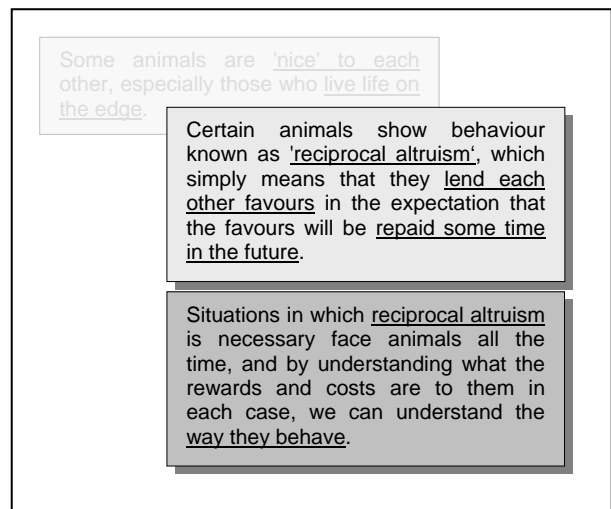 Some animals are 'nice' to each
other, especially those who live life on
the edge.
Certain animals show behaviour
known as 'reciprocal altruism‘, which
simply means that they lend each
other favours in the expectation that
the favours will be repaid some time
in the future.
Situations in which reciprocal altruism
is necessary face animals all the
time, and by understanding what the
rewards and costs are to them in
each case, we can understand the
way they behave.